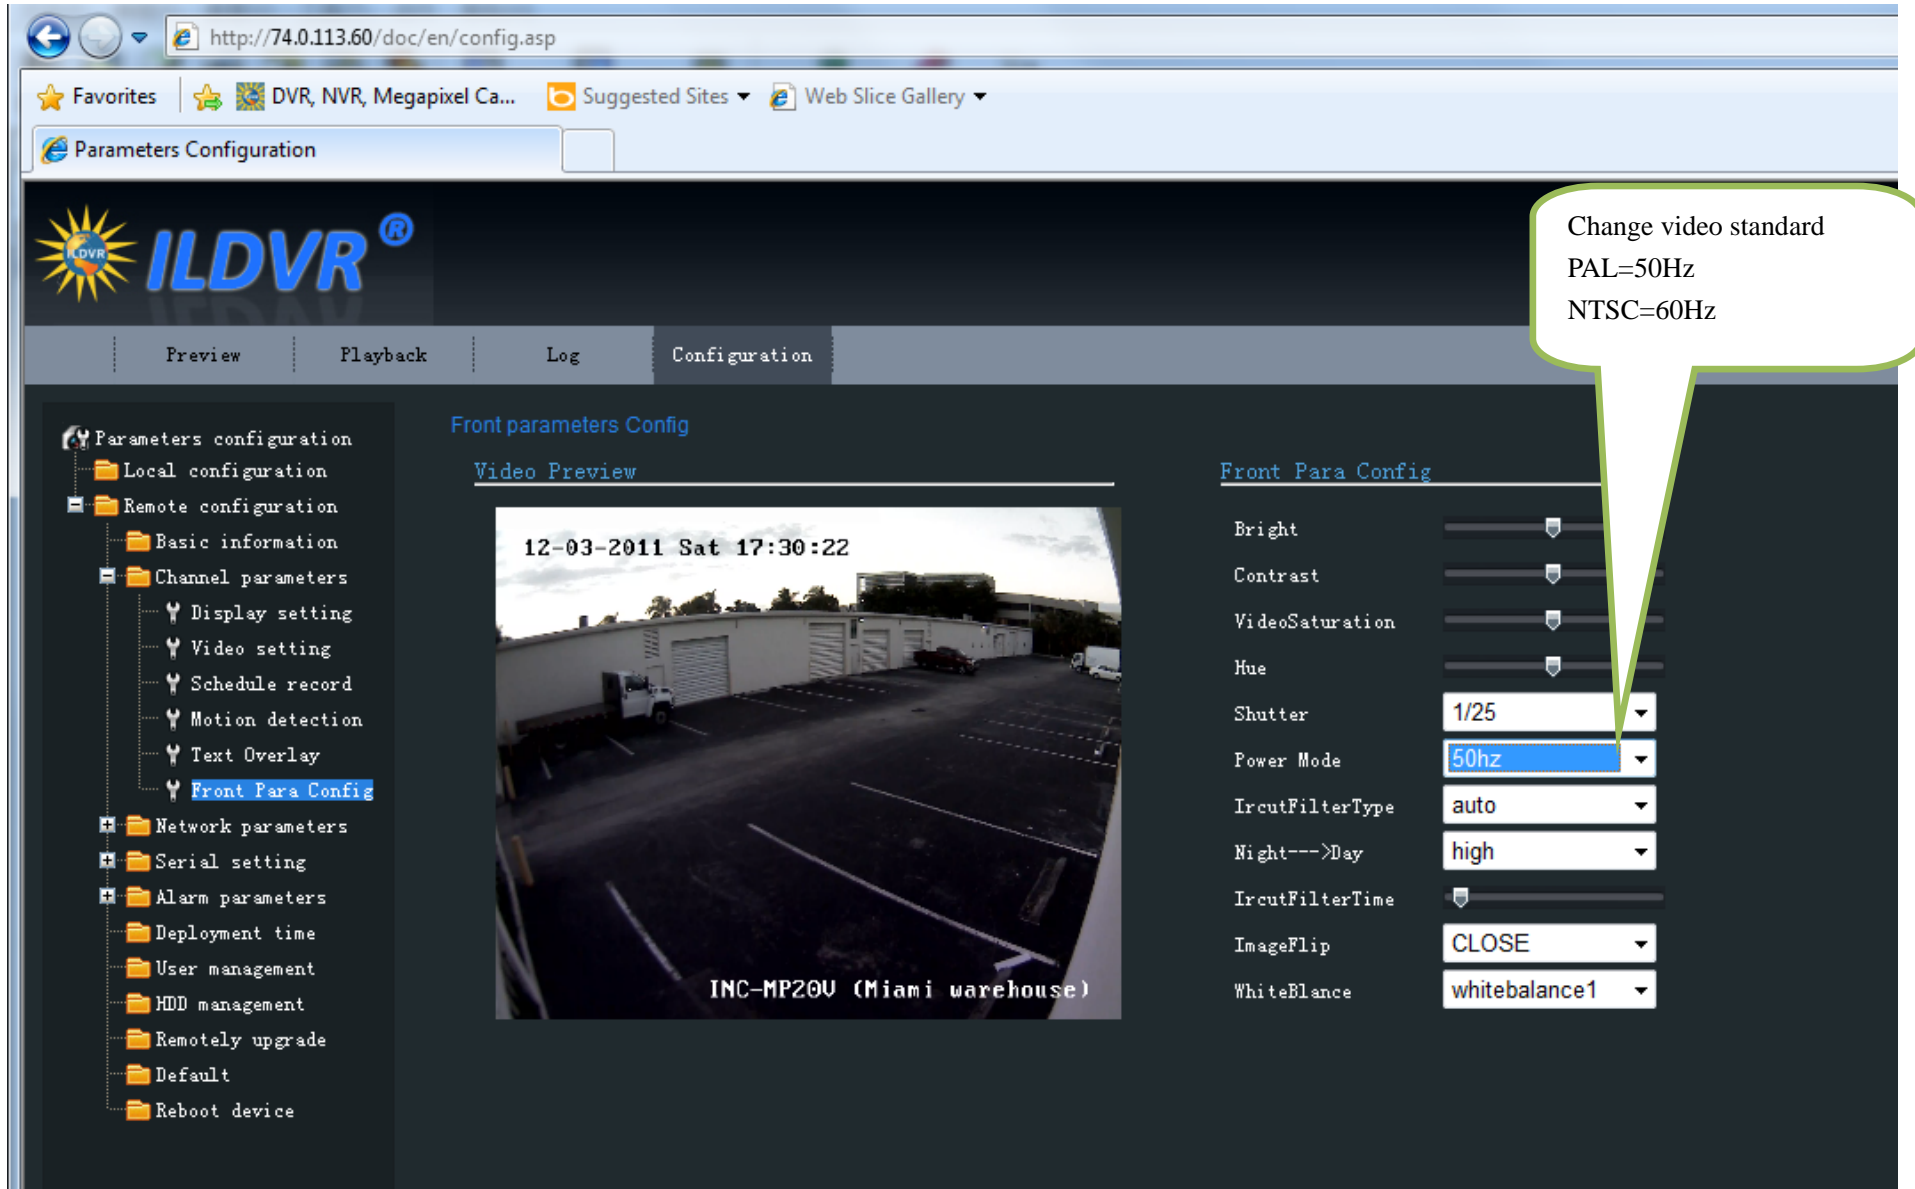 http://74.0.113.60/doc/en/config.asp
Favorites DVR, NVR, Megapixel Ca... Suggested Sites Web Slice Gallery
Parameters Configuration
ILDVR
ILDVR ®
Change video standard
PAL=50Hz
NTSC=60Hz
Preview Playback Log Configuration
Parameters configuration
Local configuration
Remote configuration
Basic information
Channel parameters
Display setting
Video setting
Schedule record
Motion detection
Text Overlay
Front Para Config
Network parameters
Serial setting
Alarm parameters
Deployment time
User management
HDD management
Remotely upgrade
Default
Reboot device
Front parameters Config
Video Preview
12-03-2011 Sat 17:30:22
INC-MP20V (Miami warehouse)
Front Para Config
Bright
Contrast
VideoSaturation
Hue
Shutter 1/25
Power Mode 50hz
IrcutFilterType auto
Night--->Day high
IrcutFilterTime
ImageFlip CLOSE
WhiteBlance whitebalance1